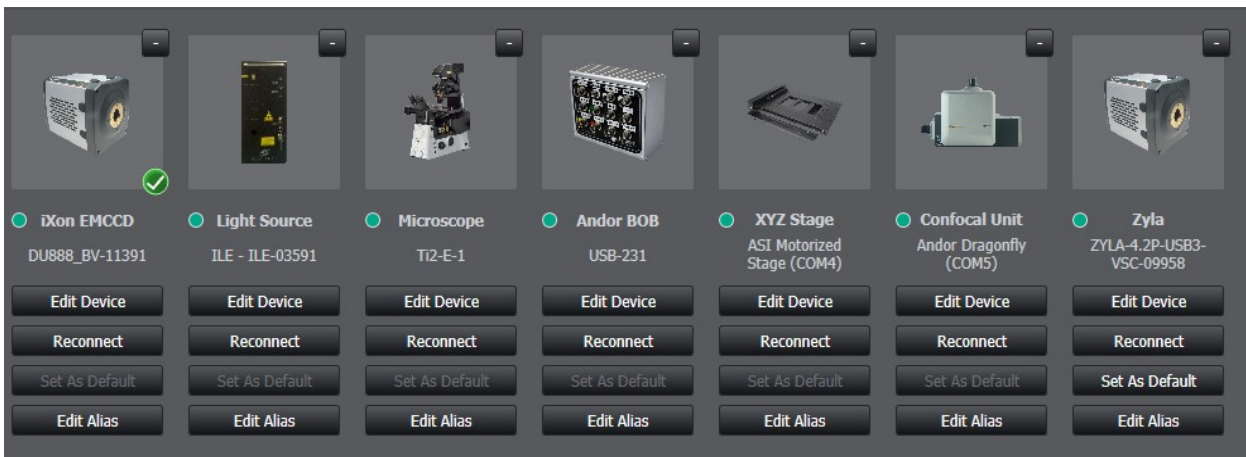 - - - - - - -
iXon EMCCD Light Source Microscope Andor BOB XYZ Stage Confocal Unit Zyla
DU888_BV-11391 ILE - ILE-03591 Ti2-E-1 USB-231 ASI Motorized Stage (COM4) Andor Dragonfly (COM5) ZYLA-4.2P-USB3-VSC-09958
Edit Device Edit Device Edit Device Edit Device Edit Device Edit Device Edit Device
Reconnect Reconnect Reconnect Reconnect Reconnect Reconnect Reconnect
Set As Default Set As Default Set As Default Set As Default Set As Default Set As Default Set As Default
Edit Alias Edit Alias Edit Alias Edit Alias Edit Alias Edit Alias Edit Alias